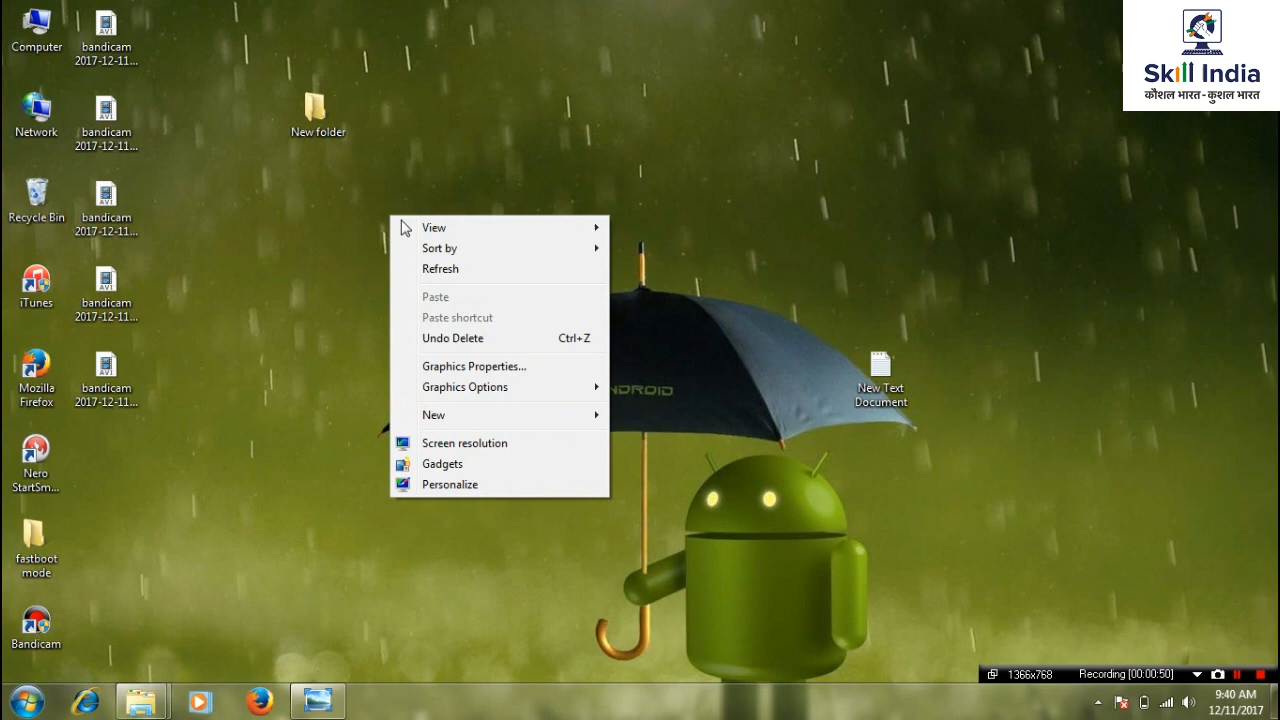 Computer
bandicam
2017-12-11...
Skill India
कौशल भारत - कुशल भारत
Network
bandicam
2017-12-11...
New folder
Recycle Bin
bandicam
2017-12-11...
View
Sort by
Refresh
iTunes
bandicam
2017-12-11...
Paste
Paste shortcut
Undo Delete Ctrl+Z
Mozilla
Firefox
bandicam
2017-12-11...
Graphics Properties...
Graphics Options
NDROID
New Text
Document
New
Screen resolution
Gadgets
Personalize
Nero
StartSm...
fastboot
mode
Bandicam
1366x768 Recording [00:00:50]
9:40 AM
12/11/2017